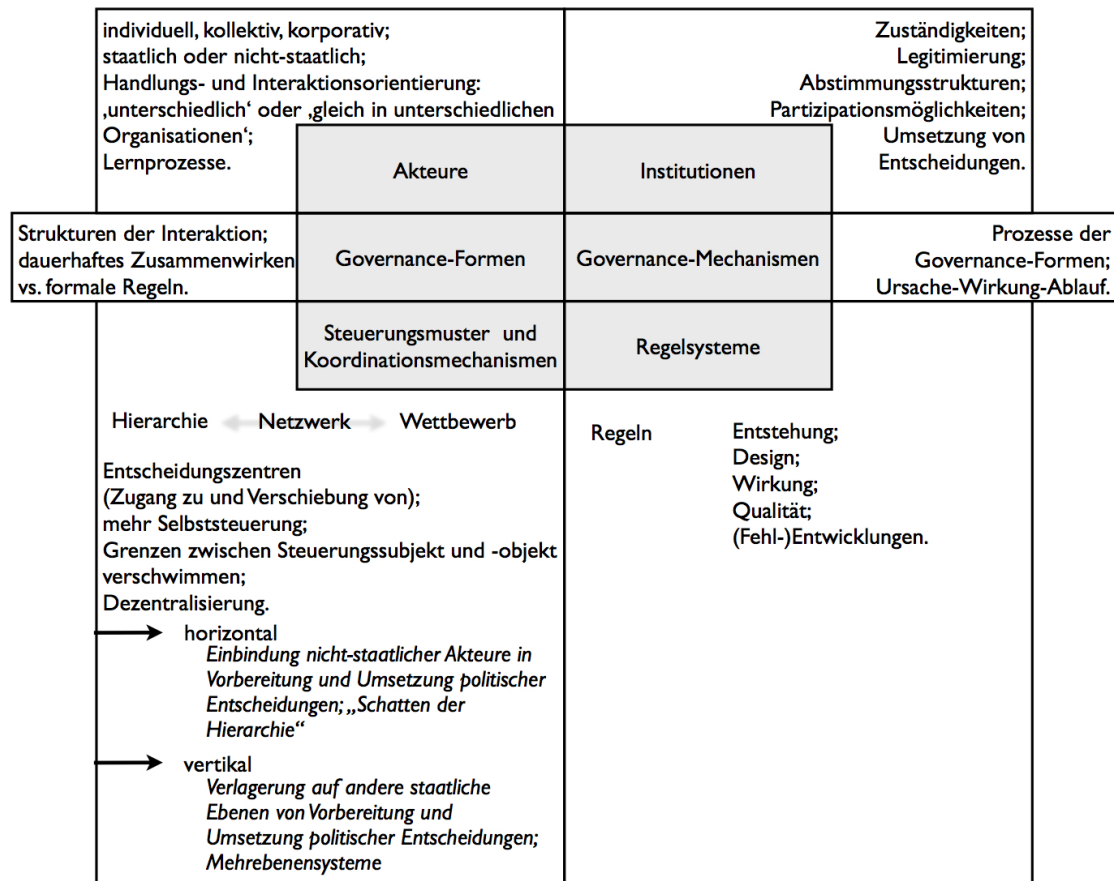 individuell, kollektiv, korporativ;
staatlich oder nicht-staatlich;
Handlungs- und Interaktionsorientierung:
‚unterschiedlich‘ oder ‚gleich in unterschiedlichen
Organisationen‘;
Lernprozesse.
Zuständigkeiten;
Legitimierung;
Abstimmungsstrukturen;
Partizipationsmöglichkeiten;
Umsetzung von
Entscheidungen.
Akteure
Institutionen
Strukturen der Interaktion;
dauerhaftes Zusammenwirken
vs. formale Regeln.
Governance-Formen
Governance-Mechanismen
Prozesse der
Governance-Formen;
Ursache-Wirkung-Ablauf.
Steuerungsmuster und
Koordinationsmechanismen
Regelsysteme
Hierarchie Netzwerk Wettbewerb
Entscheidungszentren
(Zugang zu und Verschiebung von);
mehr Selbststeuerung;
Grenzen zwischen Steuerungssubjekt und -objekt
verschwimmen;
Dezentralisierung.
horizontal
Einbindung nicht-staatlicher Akteure in
Vorbereitung und Umsetzung politischer
Entscheidungen; „Schatten der
Hierarchie“
vertikal
Verlagerung auf andere staatliche
Ebenen von Vorbereitung und
Umsetzung politischer Entscheidungen;
Mehrebenensysteme
Regeln
Entstehung;
Design;
Wirkung;
Qualität;
(Fehl-)Entwicklungen.